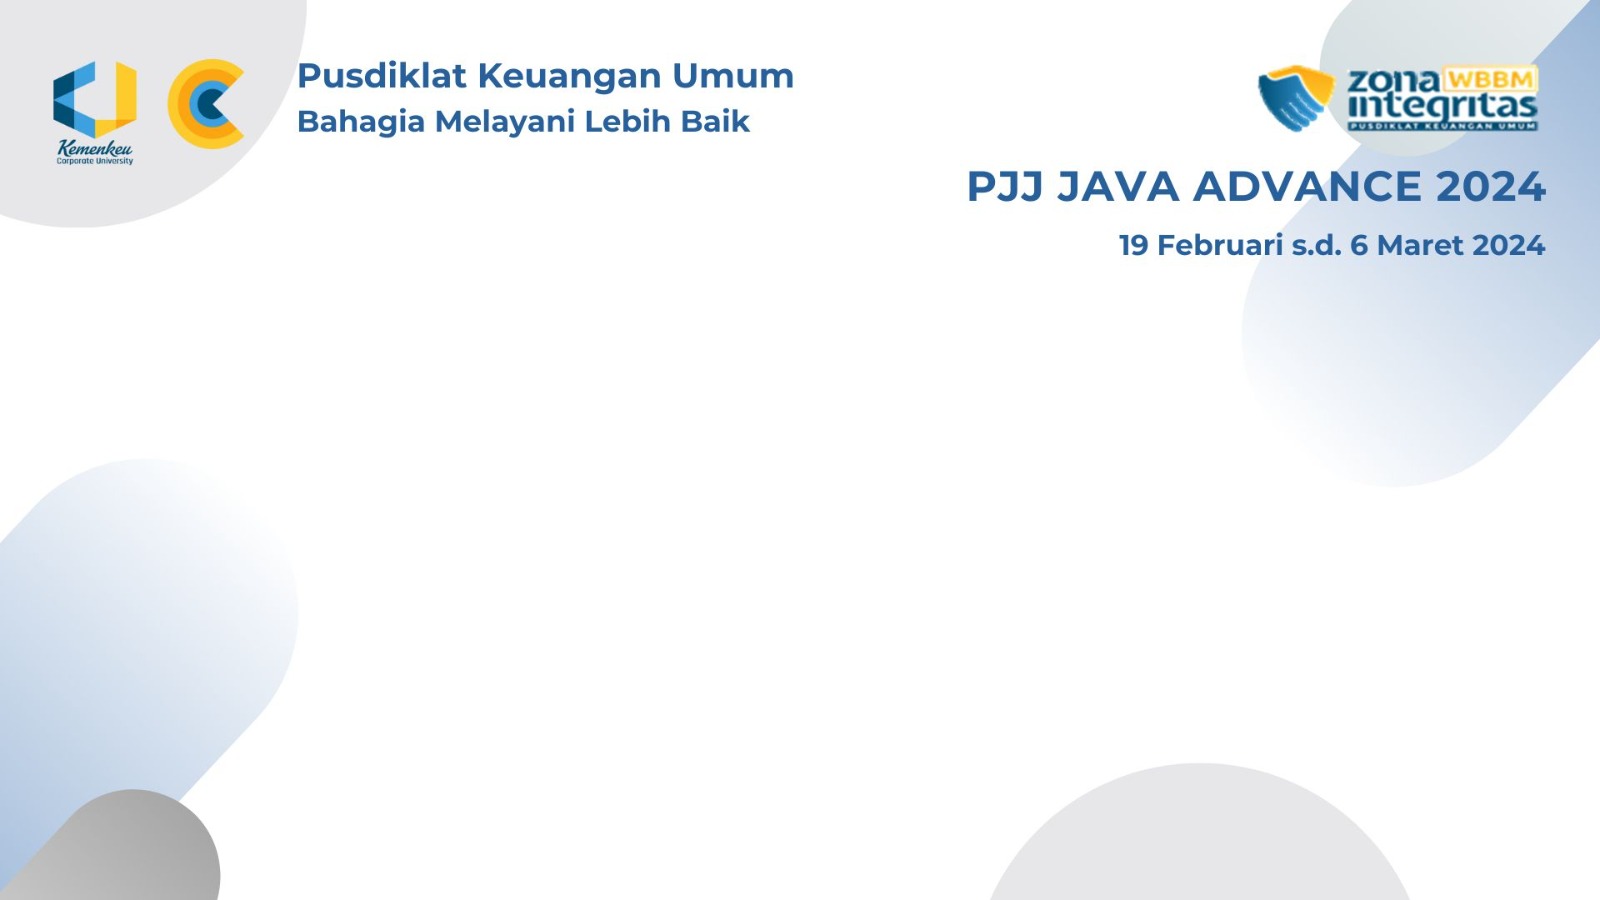 Pusdiklat Keuangan Umum
Bahagia Melayani Lebih Baik
Kemenkeu
Corporate University
zona WBBM
integritas
PUSDIKLAT KEUANGAN UMUM
PJJ JAVA ADVANCE 2024
19 Februari s.d. 6 Maret 2024